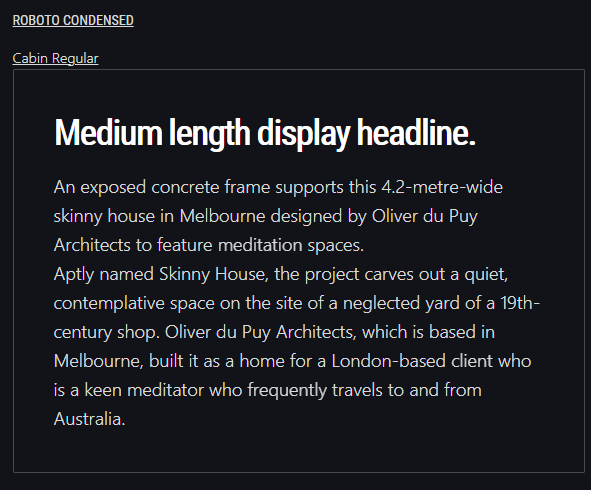 ROBOTO CONDENSED
Cabin Regular
Medium length display headline.
An exposed concrete frame supports this 4.2-metre-wide
skinny house in Melbourne designed by Oliver du Puy
Architects to feature meditation spaces.
Aptly named Skinny House, the project carves out a quiet,
contemplative space on the site of a neglected yard of a 19th-
century shop. Oliver du Puy Architects, which is based in
Melbourne, built it as a home for a London-based client who
is a keen meditator who frequently travels to and from
Australia.